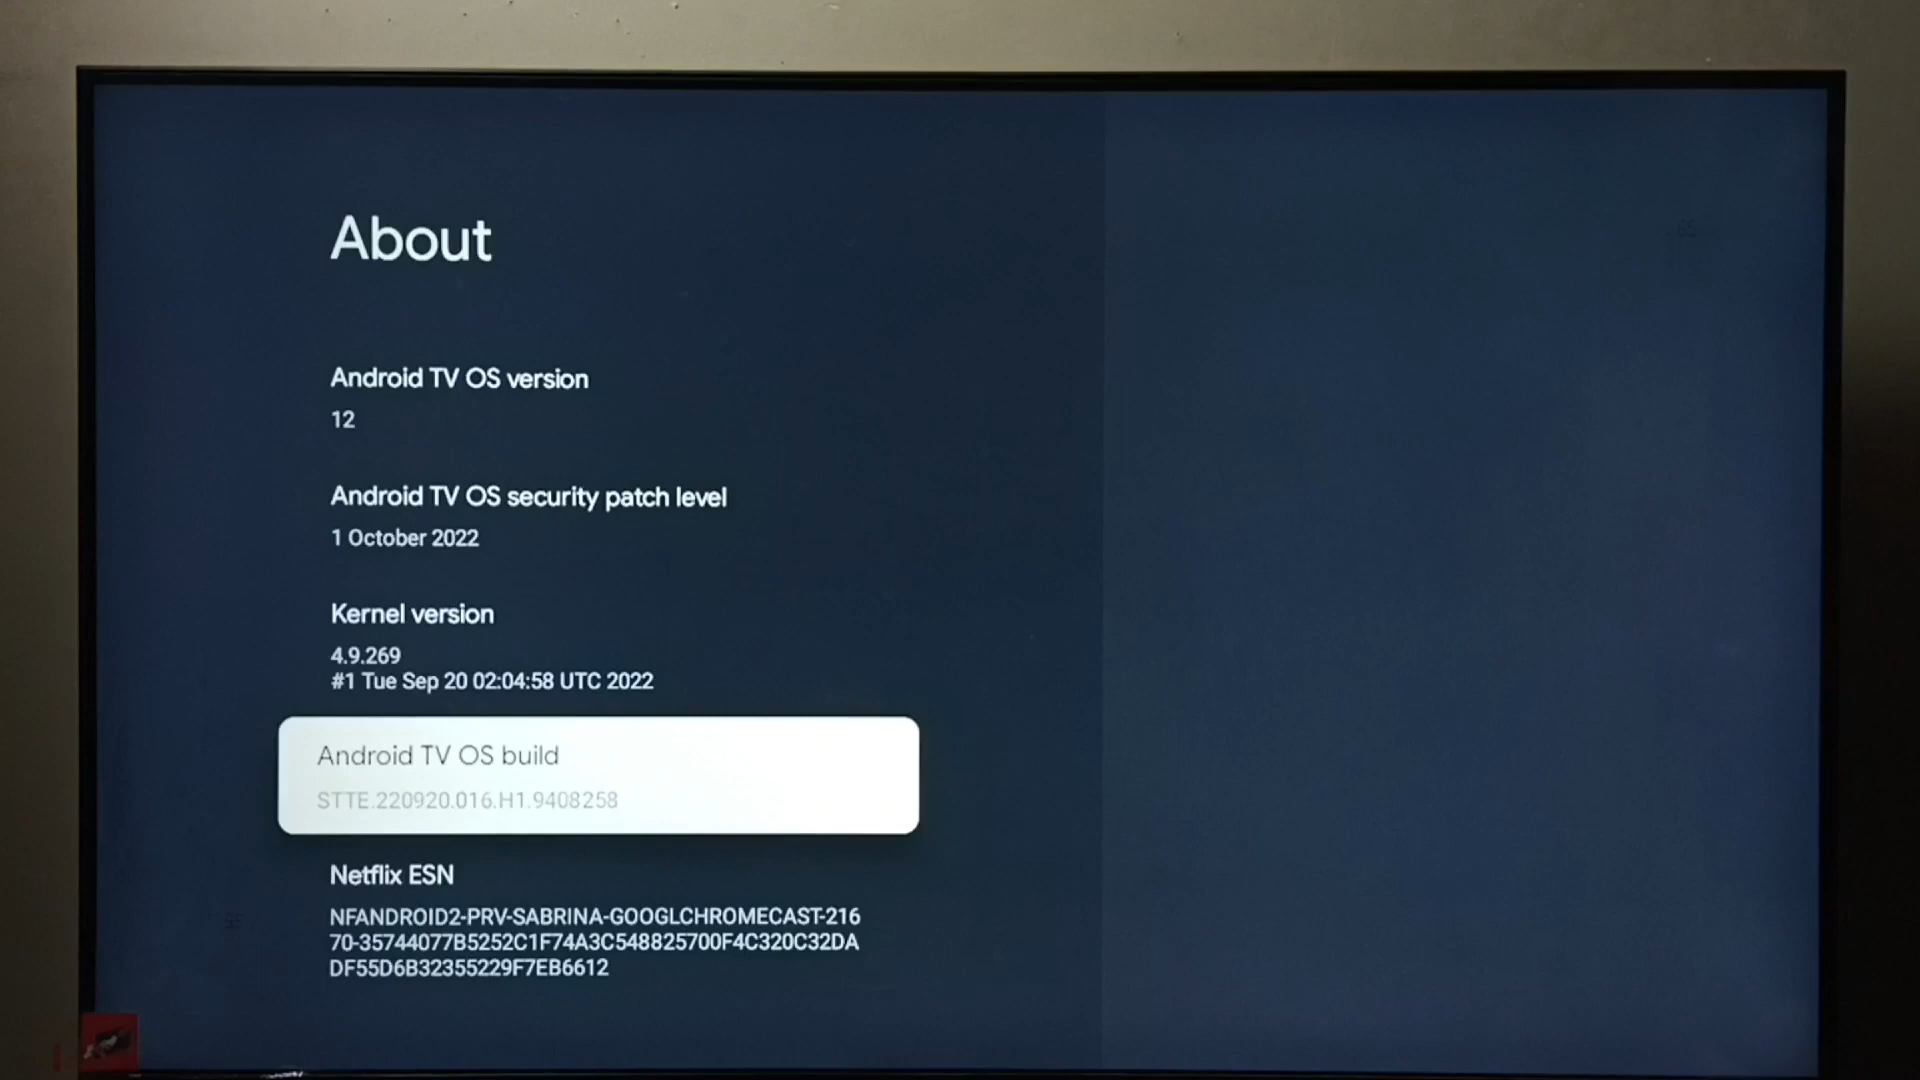 About
Android TV OS version
12
Android TV OS security patch level
1 October 2022
Kernel version
4.9.269
#1 Tue Sep 20 02:04:58 UTC 2022
Android TV OS build
STTE.220920.016.H1.9408258
Netflix ESN
NFANDROID2-PRV-SABRINA-GOOGLCHROMECAST-216
70-35744077B5252C1F74A3C548825700F4C320C32DA
DF55D6B32355229F7EB6612